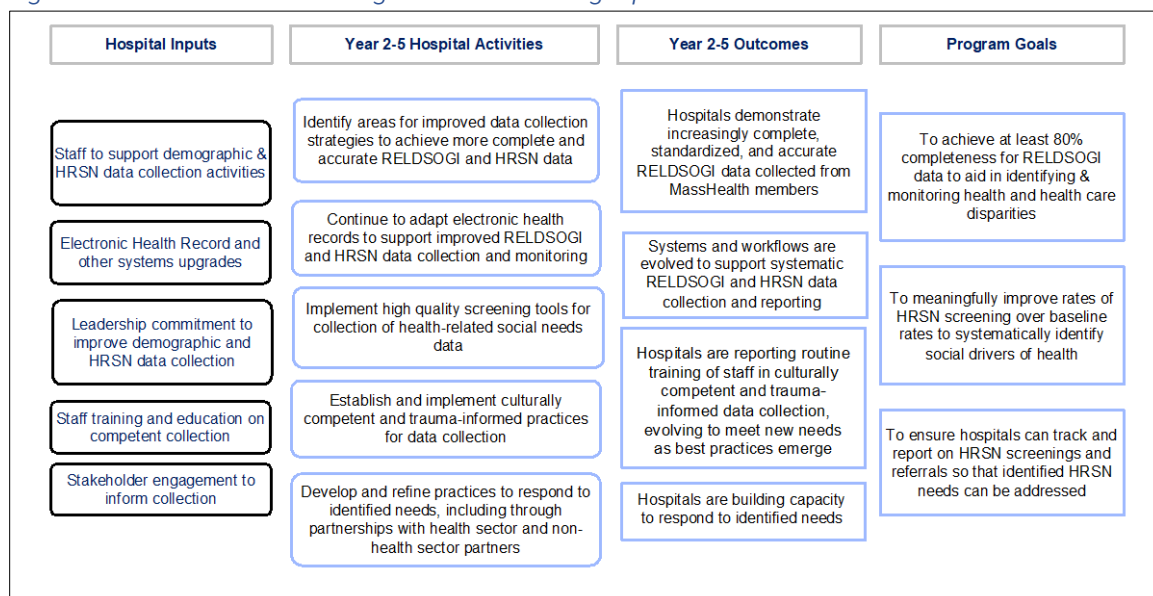 Hospital Inputs
Year 2-5 Hospital Activities
Year 2-5 Outcomes
Program Goals
Staff to support demographic &
HRSN data collection activities
Electronic Health Record and
other systems upgrades
Leadership commitment to
improve demographic and
HRSN data collection
Staff training and education on
competent collection
Stakeholder engagement to
inform collection
Identify areas for improved data collection
strategies to achieve more complete and
accurate RELDSOGI and HRSN data
Continue to adapt electronic health
records to support improved RELDSOGI
and HRSN data collection and monitoring
Implement high quality screening tools for
collection of health-related social needs
data
Establish and implement culturally
competent and trauma-informed practices
for data collection
Develop and refine practices to respond to
identified needs, including through
partnerships with health sector and non-
health sector partners
Hospitals demonstrate
increasingly complete,
standardized, and accurate
RELDSOGI data collected from
MassHealth members
Systems and workflows are
evolved to support systematic
RELDSOGI and HRSN data
collection and reporting
Hospitals are reporting routine
training of staff in culturally
competent and trauma-
informed data collection,
evolving to meet new needs
as best practices emerge
Hospitals are building capacity
to respond to identified needs
To achieve at least 80%
completeness for RELDSOGI
data to aid in identifying &
monitoring health and health care
disparities
To meaningfully improve rates of
HRSN screening over baseline
rates to systematically identify
social drivers of health
To ensure hospitals can track and
report on HRSN screenings and
referrals so that identified HRSN
needs can be addressed